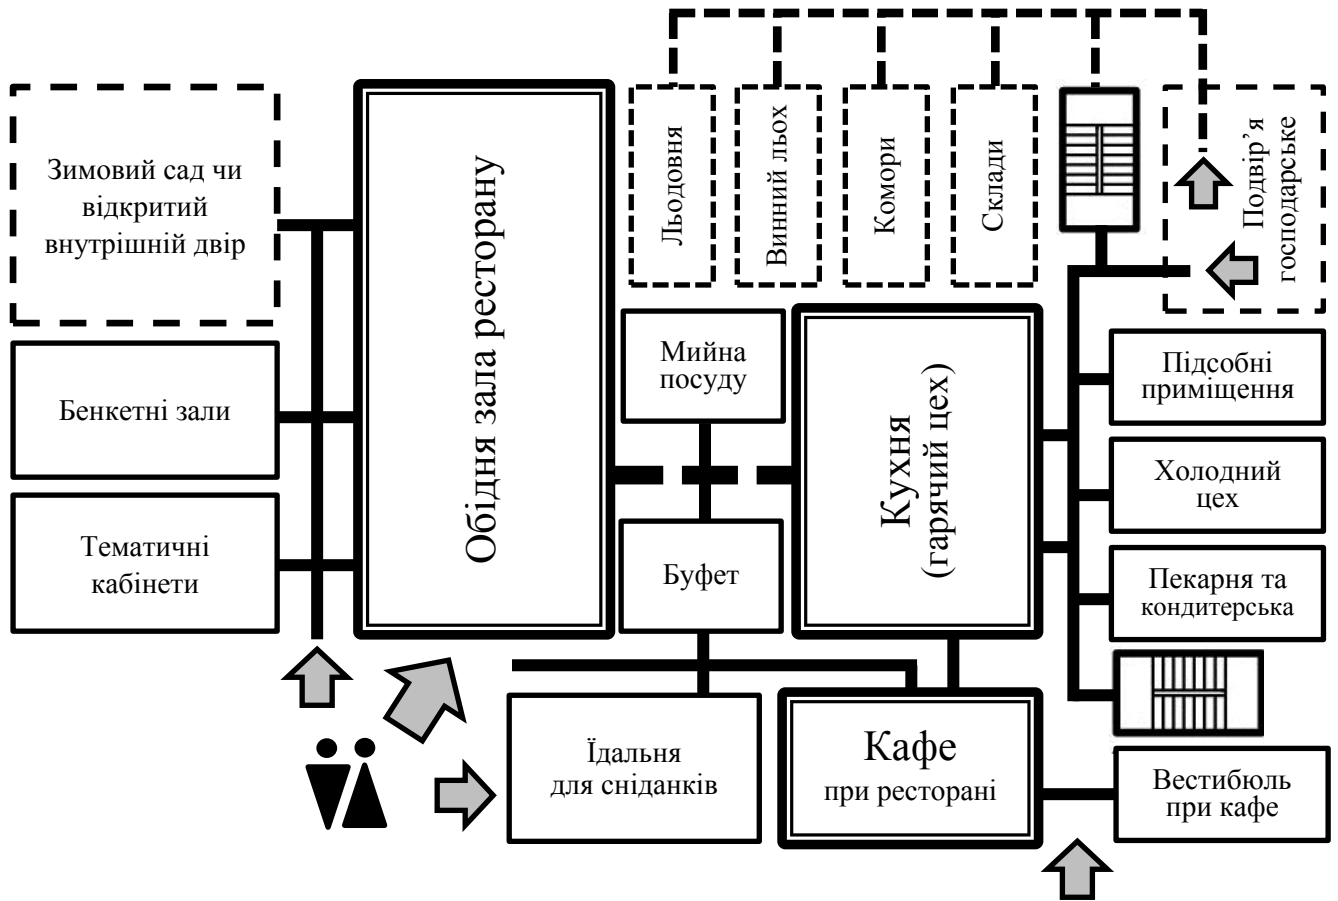 Зимовий сад чи
відкритий
внутрішній двір
Бенкетні зали
Тематичні
кабінети
Обідня зала ресторану
Льодовня
Винний льох
Комори
Склади
Подвір’я
господарське
Мийна
посуду
Буфет
Кухня
(гарячий цех)
Підсобні
приміщення
Холодний
цех
Пекарня та
кондитерська
Їдальня
для сніданків
Кафе
при ресторані
Вестибюль
при кафе